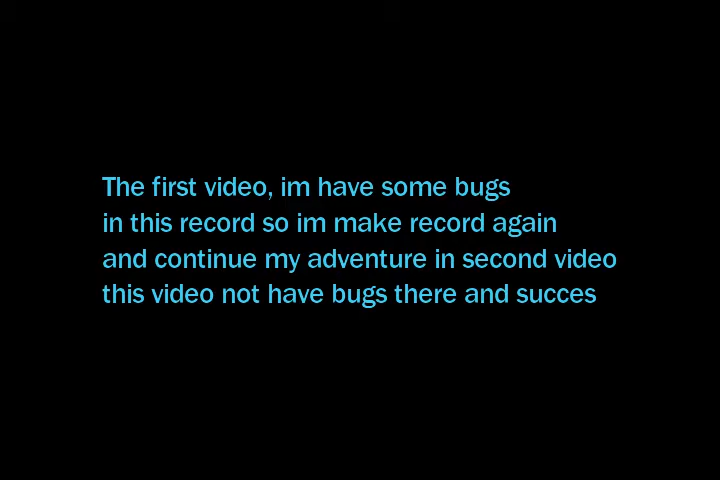 The first video, im have some bugs
in this record so im make record again
and continue my adventure in second video
this video not have bugs there and succes